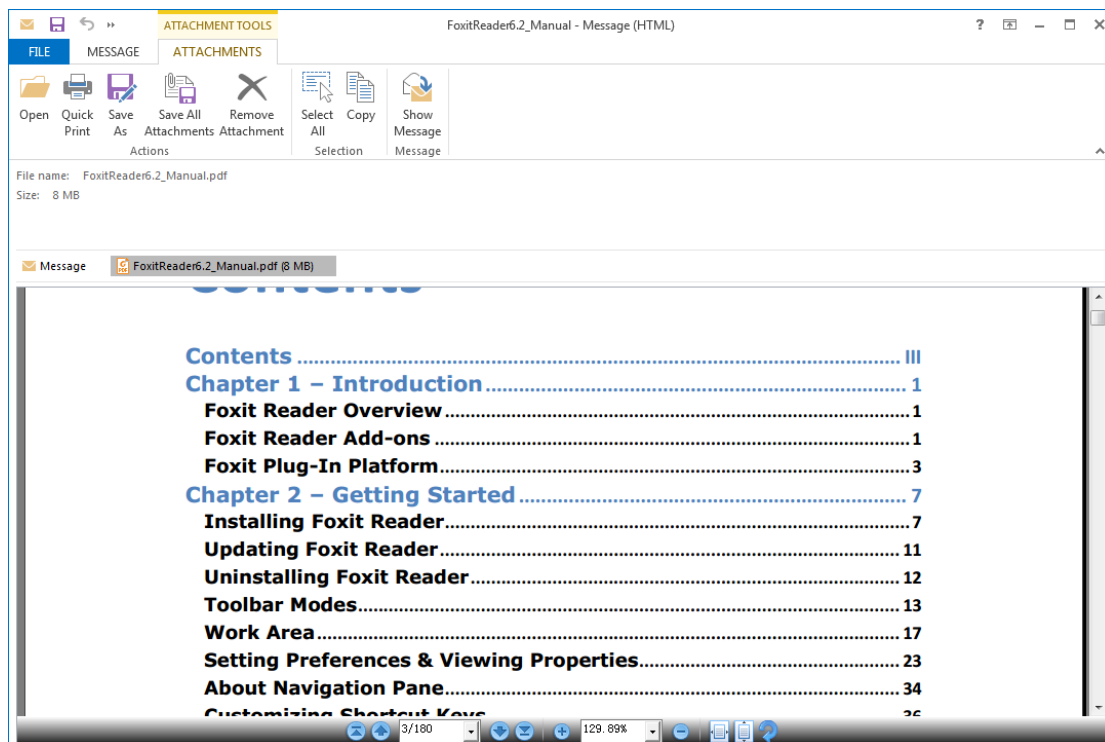 ATTACHMENT TOOLS
FoxitReader6.2_Manual - Message (HTML)
?
FILE
MESSAGE
ATTACHMENTS
Open
Quick Print
Save As
Save All Attachments
Remove Attachment
Select All
Copy
Show Message
Actions
Selection
Message
File name: FoxitReader6.2_Manual.pdf
Size: 8 MB
Message
FoxitReader6.2_Manual.pdf (8 MB)
Contents
Contents ........................................ III
Chapter 1 – Introduction ........................................ 1
Foxit Reader Overview ........................................ 1
Foxit Reader Add-ons ........................................ 1
Foxit Plug-In Platform ........................................ 3
Chapter 2 – Getting Started ........................................ 7
Installing Foxit Reader ........................................ 7
Updating Foxit Reader ........................................ 11
Uninstalling Foxit Reader ........................................ 12
Toolbar Modes ........................................ 13
Work Area ........................................ 17
Setting Preferences & Viewing Properties ........................................ 23
About Navigation Pane ........................................ 34
Customizing Shortcut Keys ........................................ 36
3/180
129.89%